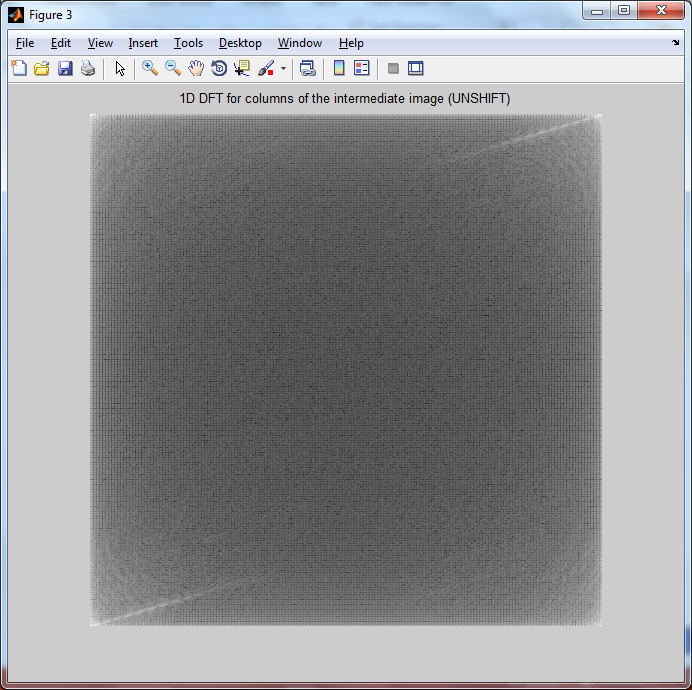 Figure 3
File Edit View Insert Tools Desktop Window Help
1D DFT for columns of the intermediate image (UNSHIFT)